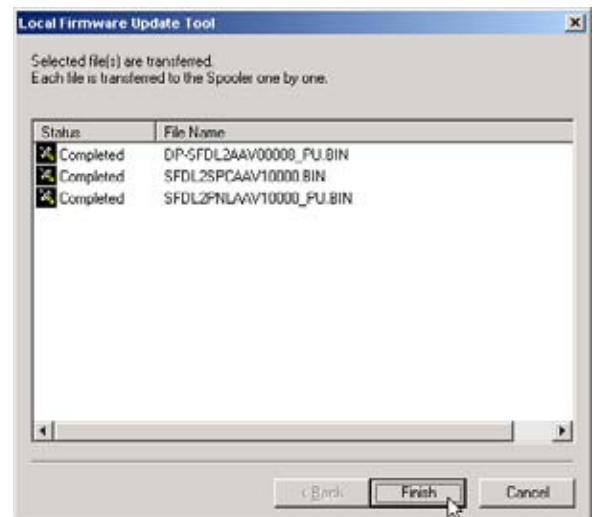 Local Firmware Update Tool
Selected file(s) are transferred.
Each file is transferred to the Spooler one by one.
Status File Name
Completed DP-SFDL2AAV00008_PU.BIN
Completed SFDL2SPCAAV10000.BIN
Completed SFDL2PNLAAV10000_PU.BIN
< Back Finish Cancel